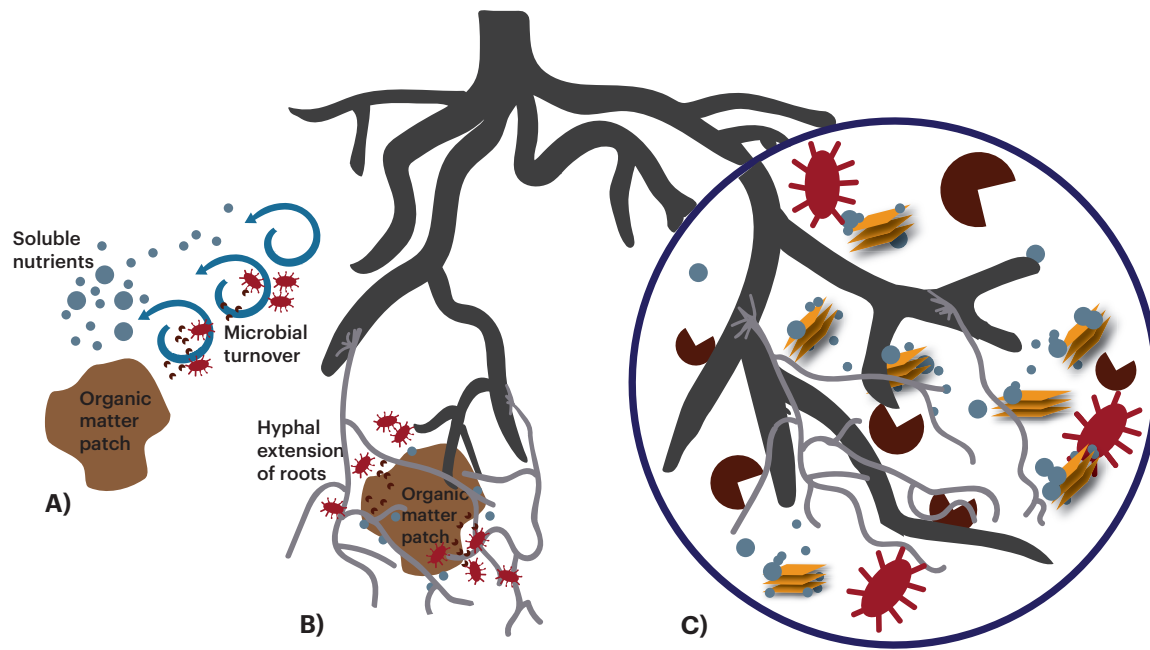 Soluble
nutrients
Microbial
turnover
Organic
matter
patch
A)
Hyphal
extension
of roots
Organic
matter
patch
B)
C)